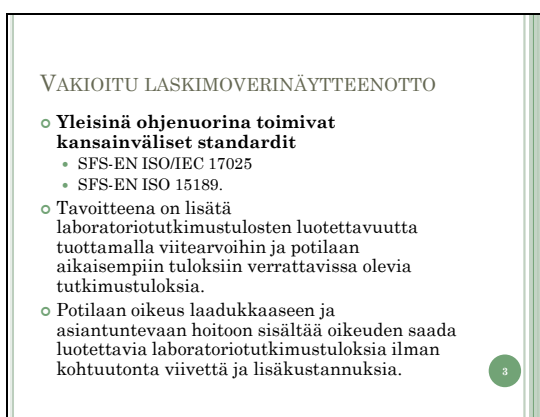 VAKIOITU LASKIMOVERINÄYTTEENOTTO
Yleisinä ohjenuorina toimivat
kansainväliset standardit
• SFS-EN ISO/IEC 17025
• SFS-EN ISO 15189.
Tavoitteena on lisätä
laboratoriotutkimustulosten luotettavuutta
tuottamalla viitearvoihin ja potilaan
aikaisempiin tuloksiin verrattavissa olevia
tutkimustuloksia.
Potilaan oikeus laadukkaaseen ja
asiantuntevaan hoitoon sisältää oikeuden saada
luotettavia laboratoriotutkimustuloksia ilman
kohtuutonta viivettä ja lisäkustannuksia.
3